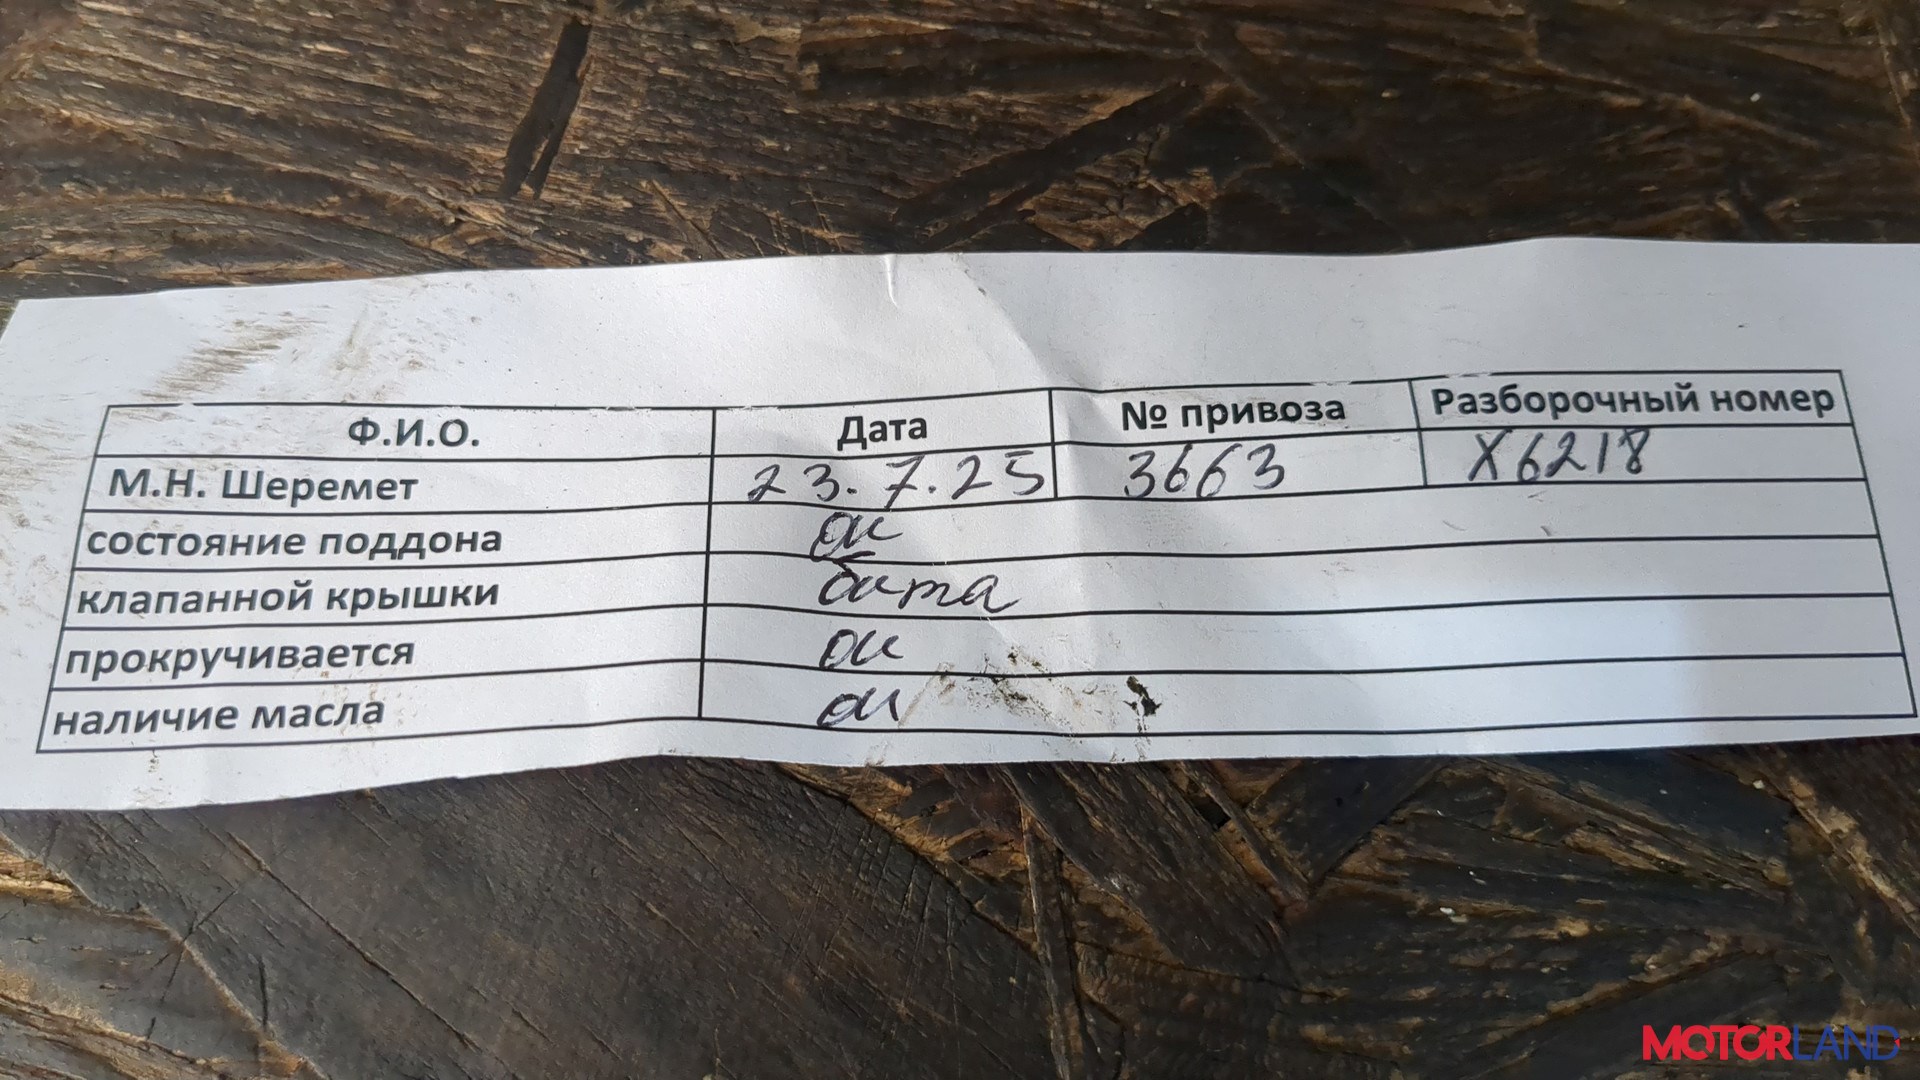 Ф.И.О. Дата № привоза Разборочный номер
М.Н. Шеремет 23.7.25 3663 X6218
состояние поддона ок
клапанной крышки бита
прокручивается ок
наличие масла ок
MOTORLAND